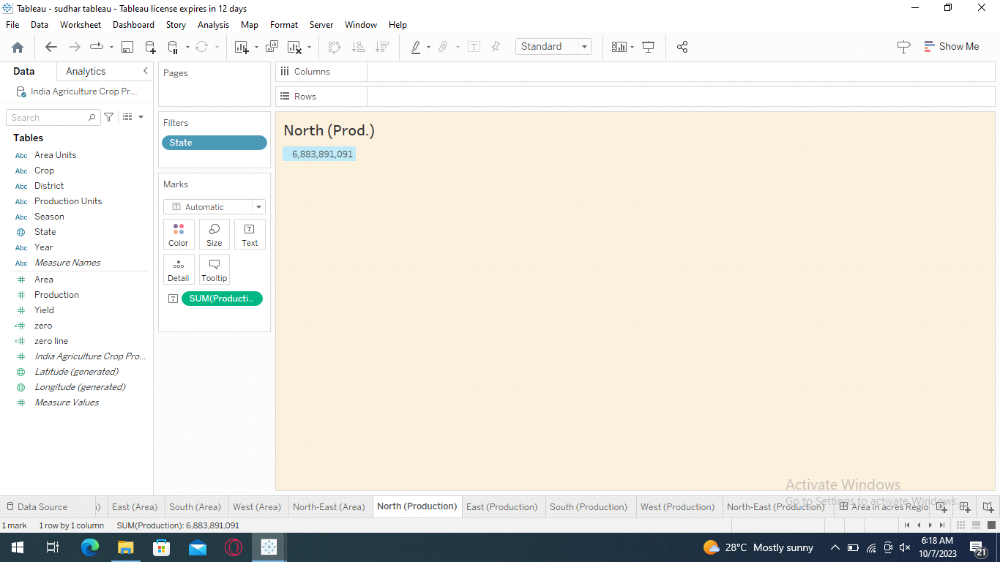 Tableau - sudhar tableau - Tableau license expires in 12 days
File Data Worksheet Dashboard Story Analysis Map Format Server Window Help
Standard
Show Me
Data Analytics
India Agriculture Crop Pr...
Search
Tables
Abc Area Units
Abc Crop
Abc District
Abc Production Units
Abc Season
State
Abc Year
Abc Measure Names
Area
Production
Yield
zero
zero line
India Agriculture Crop Pro...
Latitude (generated)
Longitude (generated)
Measure Values
Pages
Filters
State
Marks
Automatic
Color Size Text
Detail Tooltip
SUM(Producti..
Columns
Rows
North (Prod.)
6,883,891,091
Activate Windows
Go to Settings to activate Windows.
Data Source East (Area) South (Area) West (Area) North-East (Area) North (Production) East (Production) South (Production) West (Production) North-East (Production) Area in acres Regio
1 mark 1 row by 1 column SUM(Production): 6,883,891,091
28°C Mostly sunny
6:18 AM
10/7/2023
21